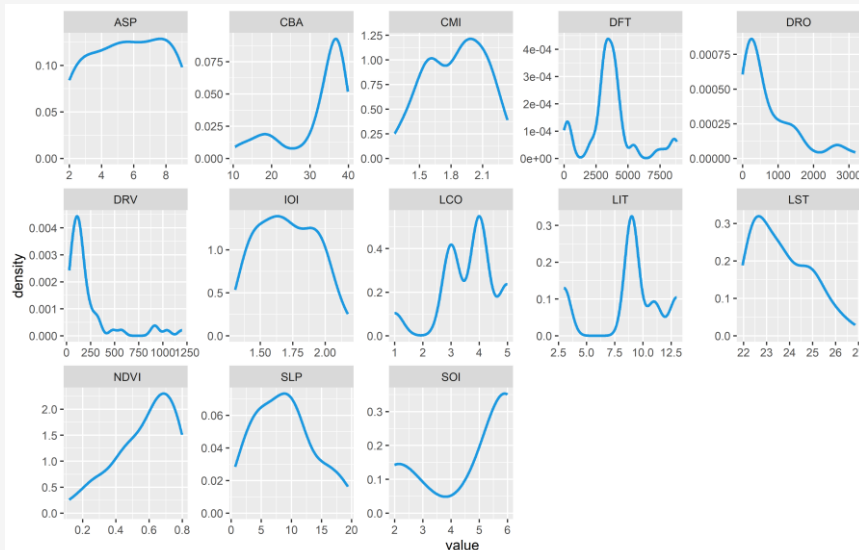 ASP CBA CMI DFT DRO
0.10
0.05
0.00
2 4 6 8
0.075
0.050
0.025
0.000
10 20 30 40
1.25
1.00
0.75
0.50
0.25
0.00
1.5 1.8 2.1
4e-04
3e-04
2e-04
1e-04
0e+00
0 2500 5000 7500
0.00075
0.00050
0.00025
0.00000
0 1000 2000 3000
DRV IOI LCO LIT LST
density
0.004
0.003
0.002
0.001
0.000
0 250 500 750 1000 1250
1.0
0.5
0.0
1.50 1.75 2.00
0.4
0.2
0.0
1 2 3 4 5
0.3
0.2
0.1
0.0
2.5 5.0 7.5 10.0 12.5
0.3
0.2
0.1
0.0
22 23 24 25 26 27
NDVI SLP SOI
2.0
1.5
1.0
0.5
0.0
0.2 0.4 0.6 0.8
0.06
0.04
0.02
0.00
0 5 10 15 20
0.3
0.2
0.1
0.0
2 3 4 5 6
value